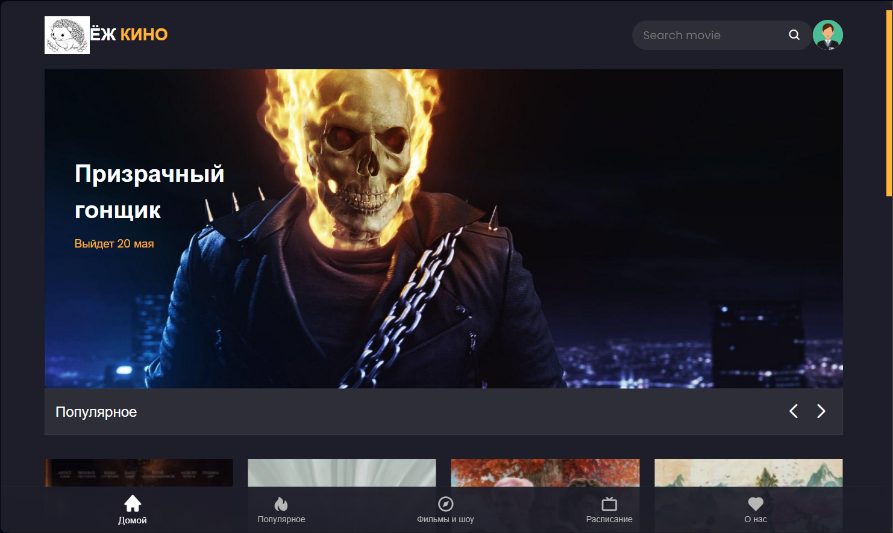 ЁЖ КИНО
Search movie
Призрачный
гонщик
Выйдет 20 мая
Популярное
Домой
Популярное
Фильмы и шоу
Расписание
О нас